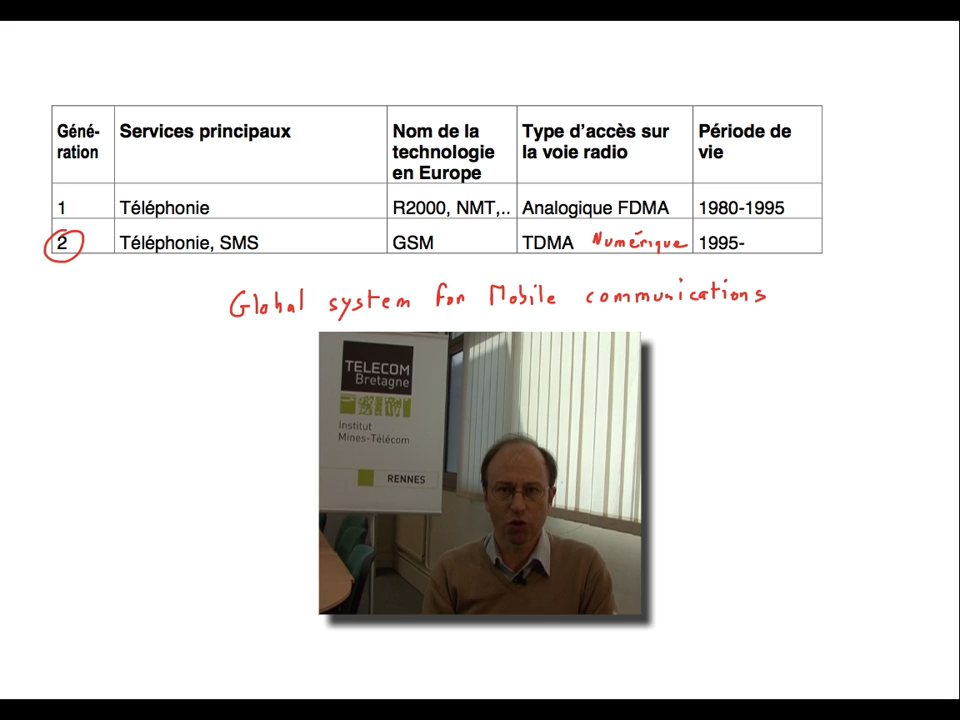 Géné-
ration
Services principaux
Nom de la
technologie
en Europe
Type d'accès sur
la voie radio
Période de
vie
1
Téléphonie
R2000, NMT,..
Analogique FDMA
1980-1995
2
Téléphonie, SMS
GSM
TDMA Numérique
1995-
Global system for Mobile communications
TELECOM
Bretagne
Institut
Mines-Télécom
RENNES